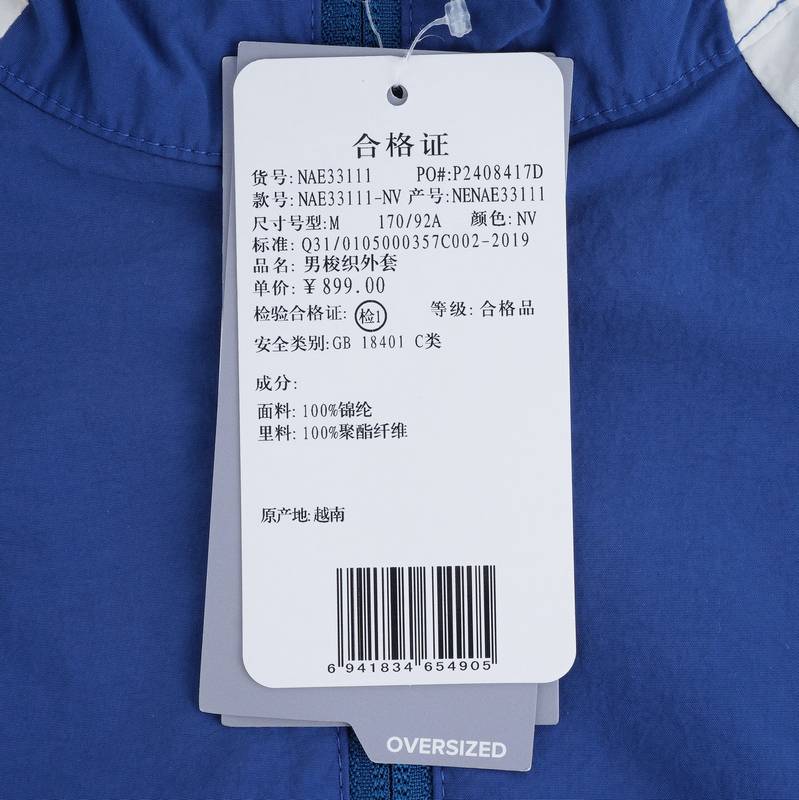 合格证
货号: NAE33111 PO#:P2408417D
款号: NAE33111-NV 产号: NENAE33111
尺寸号型: M 170/92A 颜色: NV
标准: Q31/0105000357C002-2019
品名: 男梭织外套
单价: ¥ 899.00
检验合格证: 检1 等级: 合格品
安全类别: GB 18401 C类
成分:
面料: 100%锦纶
里料: 100%聚酯纤维
原产地: 越南
6 941834 654905
OVERSIZED